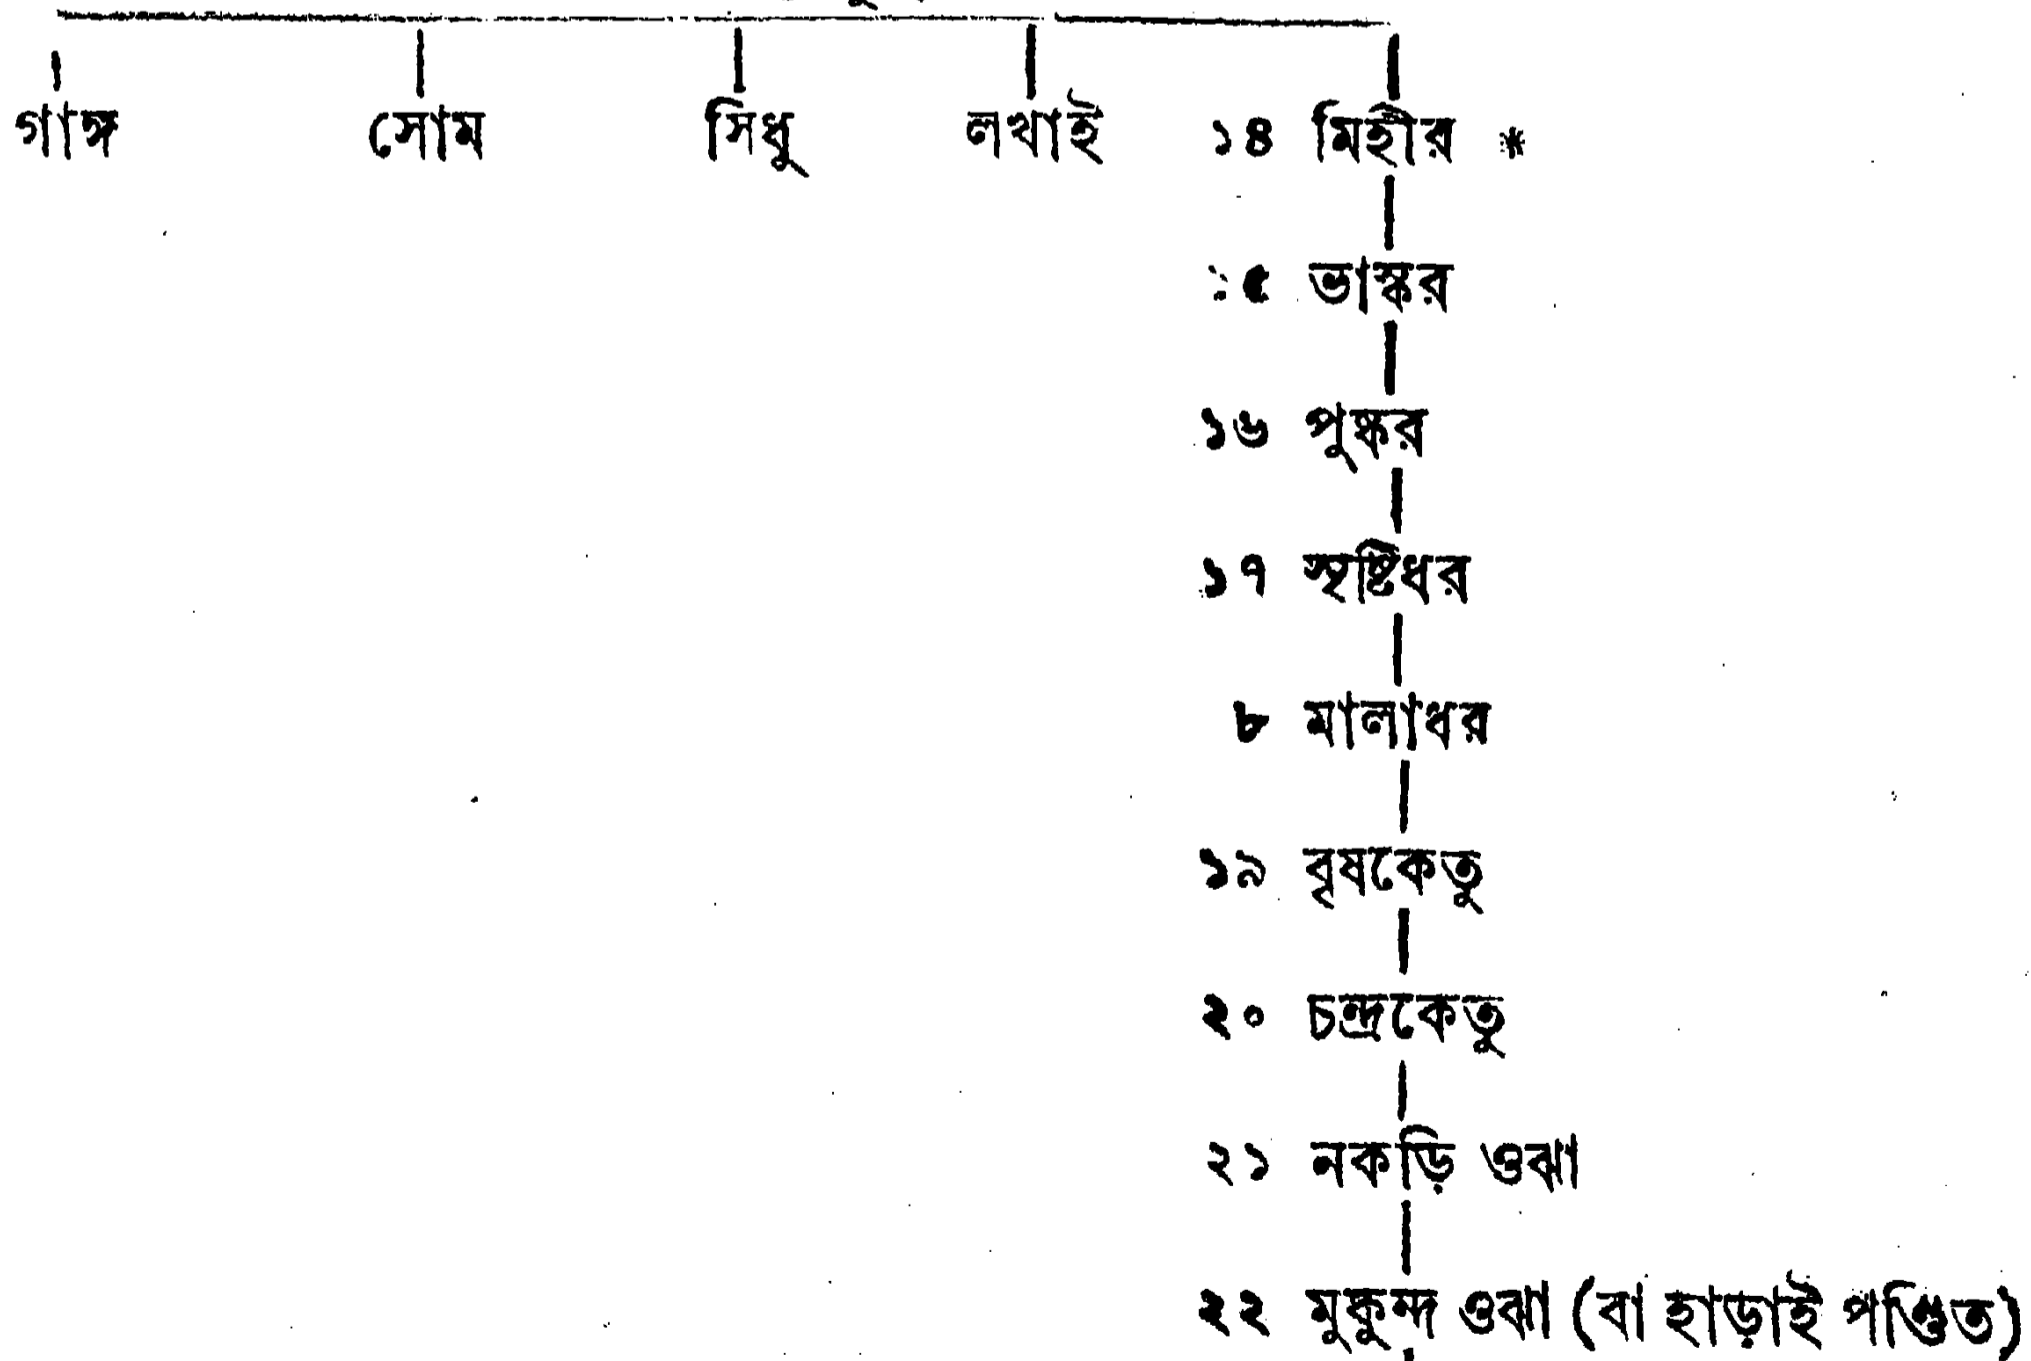 গাঙ্গ সোম সিধু লখাই ১৪ মিহীর *
১৫ ভাস্কর
১৬ পুষ্কর
১৭ সৃষ্টিধর
৮ মালাধর
১৯ বৃষকেতু
২০ চন্দ্রকেতু
২১ নকড়ি ওঝা
২২ মুকুন্দ ওঝা (বা হাড়াই পণ্ডিত)